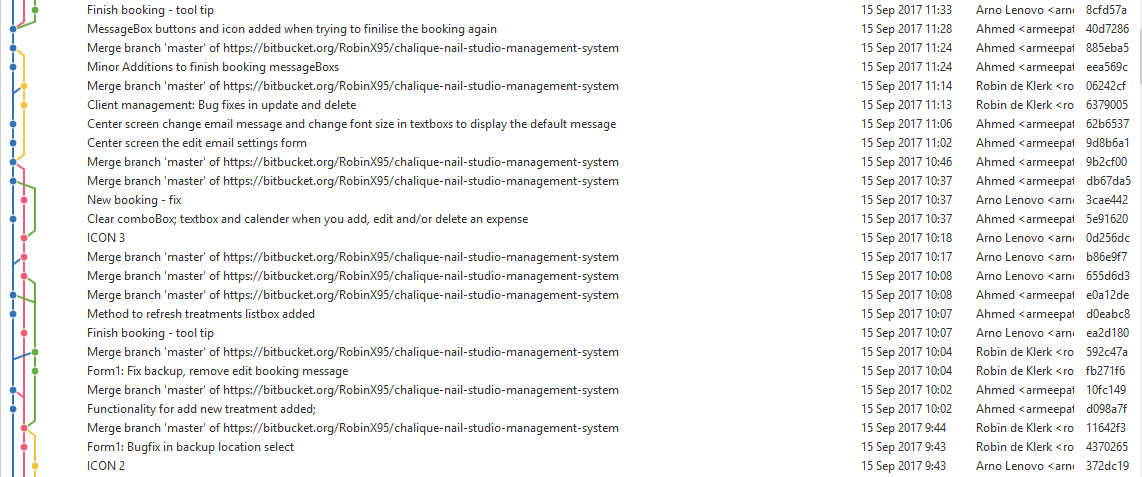 Finish booking - tool tip 15 Sep 2017 11:33 Arno Lenovo <arno 8cfd57a
MessageBox buttons and icon added when trying to finilise the booking again 15 Sep 2017 11:28 Ahmed <armeepat 40d7286
Merge branch 'master' of https://bitbucket.org/RobinX95/chalique-nail-studio-management-system 15 Sep 2017 11:24 Ahmed <armeepat 885eba5
Minor Additions to finish booking messageBoxs 15 Sep 2017 11:24 Ahmed <armeepat eea569c
Merge branch 'master' of https://bitbucket.org/RobinX95/chalique-nail-studio-management-system 15 Sep 2017 11:14 Robin de Klerk <ro 06242cf
Client management: Bug fixes in update and delete 15 Sep 2017 11:13 Robin de Klerk <ro 6379005
Center screen change email message and change font size in textboxs to display the default message 15 Sep 2017 11:06 Ahmed <armeepat 62b6537
Center screen the edit email settings form 15 Sep 2017 11:02 Ahmed <armeepat 9d8b6a1
Merge branch 'master' of https://bitbucket.org/RobinX95/chalique-nail-studio-management-system 15 Sep 2017 10:46 Ahmed <armeepat 9b2cf00
Merge branch 'master' of https://bitbucket.org/RobinX95/chalique-nail-studio-management-system 15 Sep 2017 10:37 Ahmed <armeepat db67da5
New booking - fix 15 Sep 2017 10:37 Arno Lenovo <arno 3cae442
Clear comboBox; textbox and calender when you add, edit and/or delete an expense 15 Sep 2017 10:37 Ahmed <armeepat 5e91620
ICON 3 15 Sep 2017 10:18 Arno Lenovo <arno 0d256dc
Merge branch 'master' of https://bitbucket.org/RobinX95/chalique-nail-studio-management-system 15 Sep 2017 10:17 Arno Lenovo <arno b86e9f7
Merge branch 'master' of https://bitbucket.org/RobinX95/chalique-nail-studio-management-system 15 Sep 2017 10:08 Arno Lenovo <arno 655d6d3
Merge branch 'master' of https://bitbucket.org/RobinX95/chalique-nail-studio-management-system 15 Sep 2017 10:08 Ahmed <armeepat e0a12de
Method to refresh treatments listbox added 15 Sep 2017 10:07 Ahmed <armeepat d0eabc8
Finish booking - tool tip 15 Sep 2017 10:07 Arno Lenovo <arno ea2d180
Merge branch 'master' of https://bitbucket.org/RobinX95/chalique-nail-studio-management-system 15 Sep 2017 10:04 Robin de Klerk <ro 592c47a
Form1: Fix backup, remove edit booking message 15 Sep 2017 10:04 Robin de Klerk <ro fb271f6
Merge branch 'master' of https://bitbucket.org/RobinX95/chalique-nail-studio-management-system 15 Sep 2017 10:02 Ahmed <armeepat 10fc149
Functionality for add new treatment added; 15 Sep 2017 10:02 Ahmed <armeepat d098a7f
Merge branch 'master' of https://bitbucket.org/RobinX95/chalique-nail-studio-management-system 15 Sep 2017 9:44 Robin de Klerk <ro 11642f3
Form1: Bugfix in backup location select 15 Sep 2017 9:43 Robin de Klerk <ro 4370265
ICON 2 15 Sep 2017 9:43 Arno Lenovo <arno 372dc19